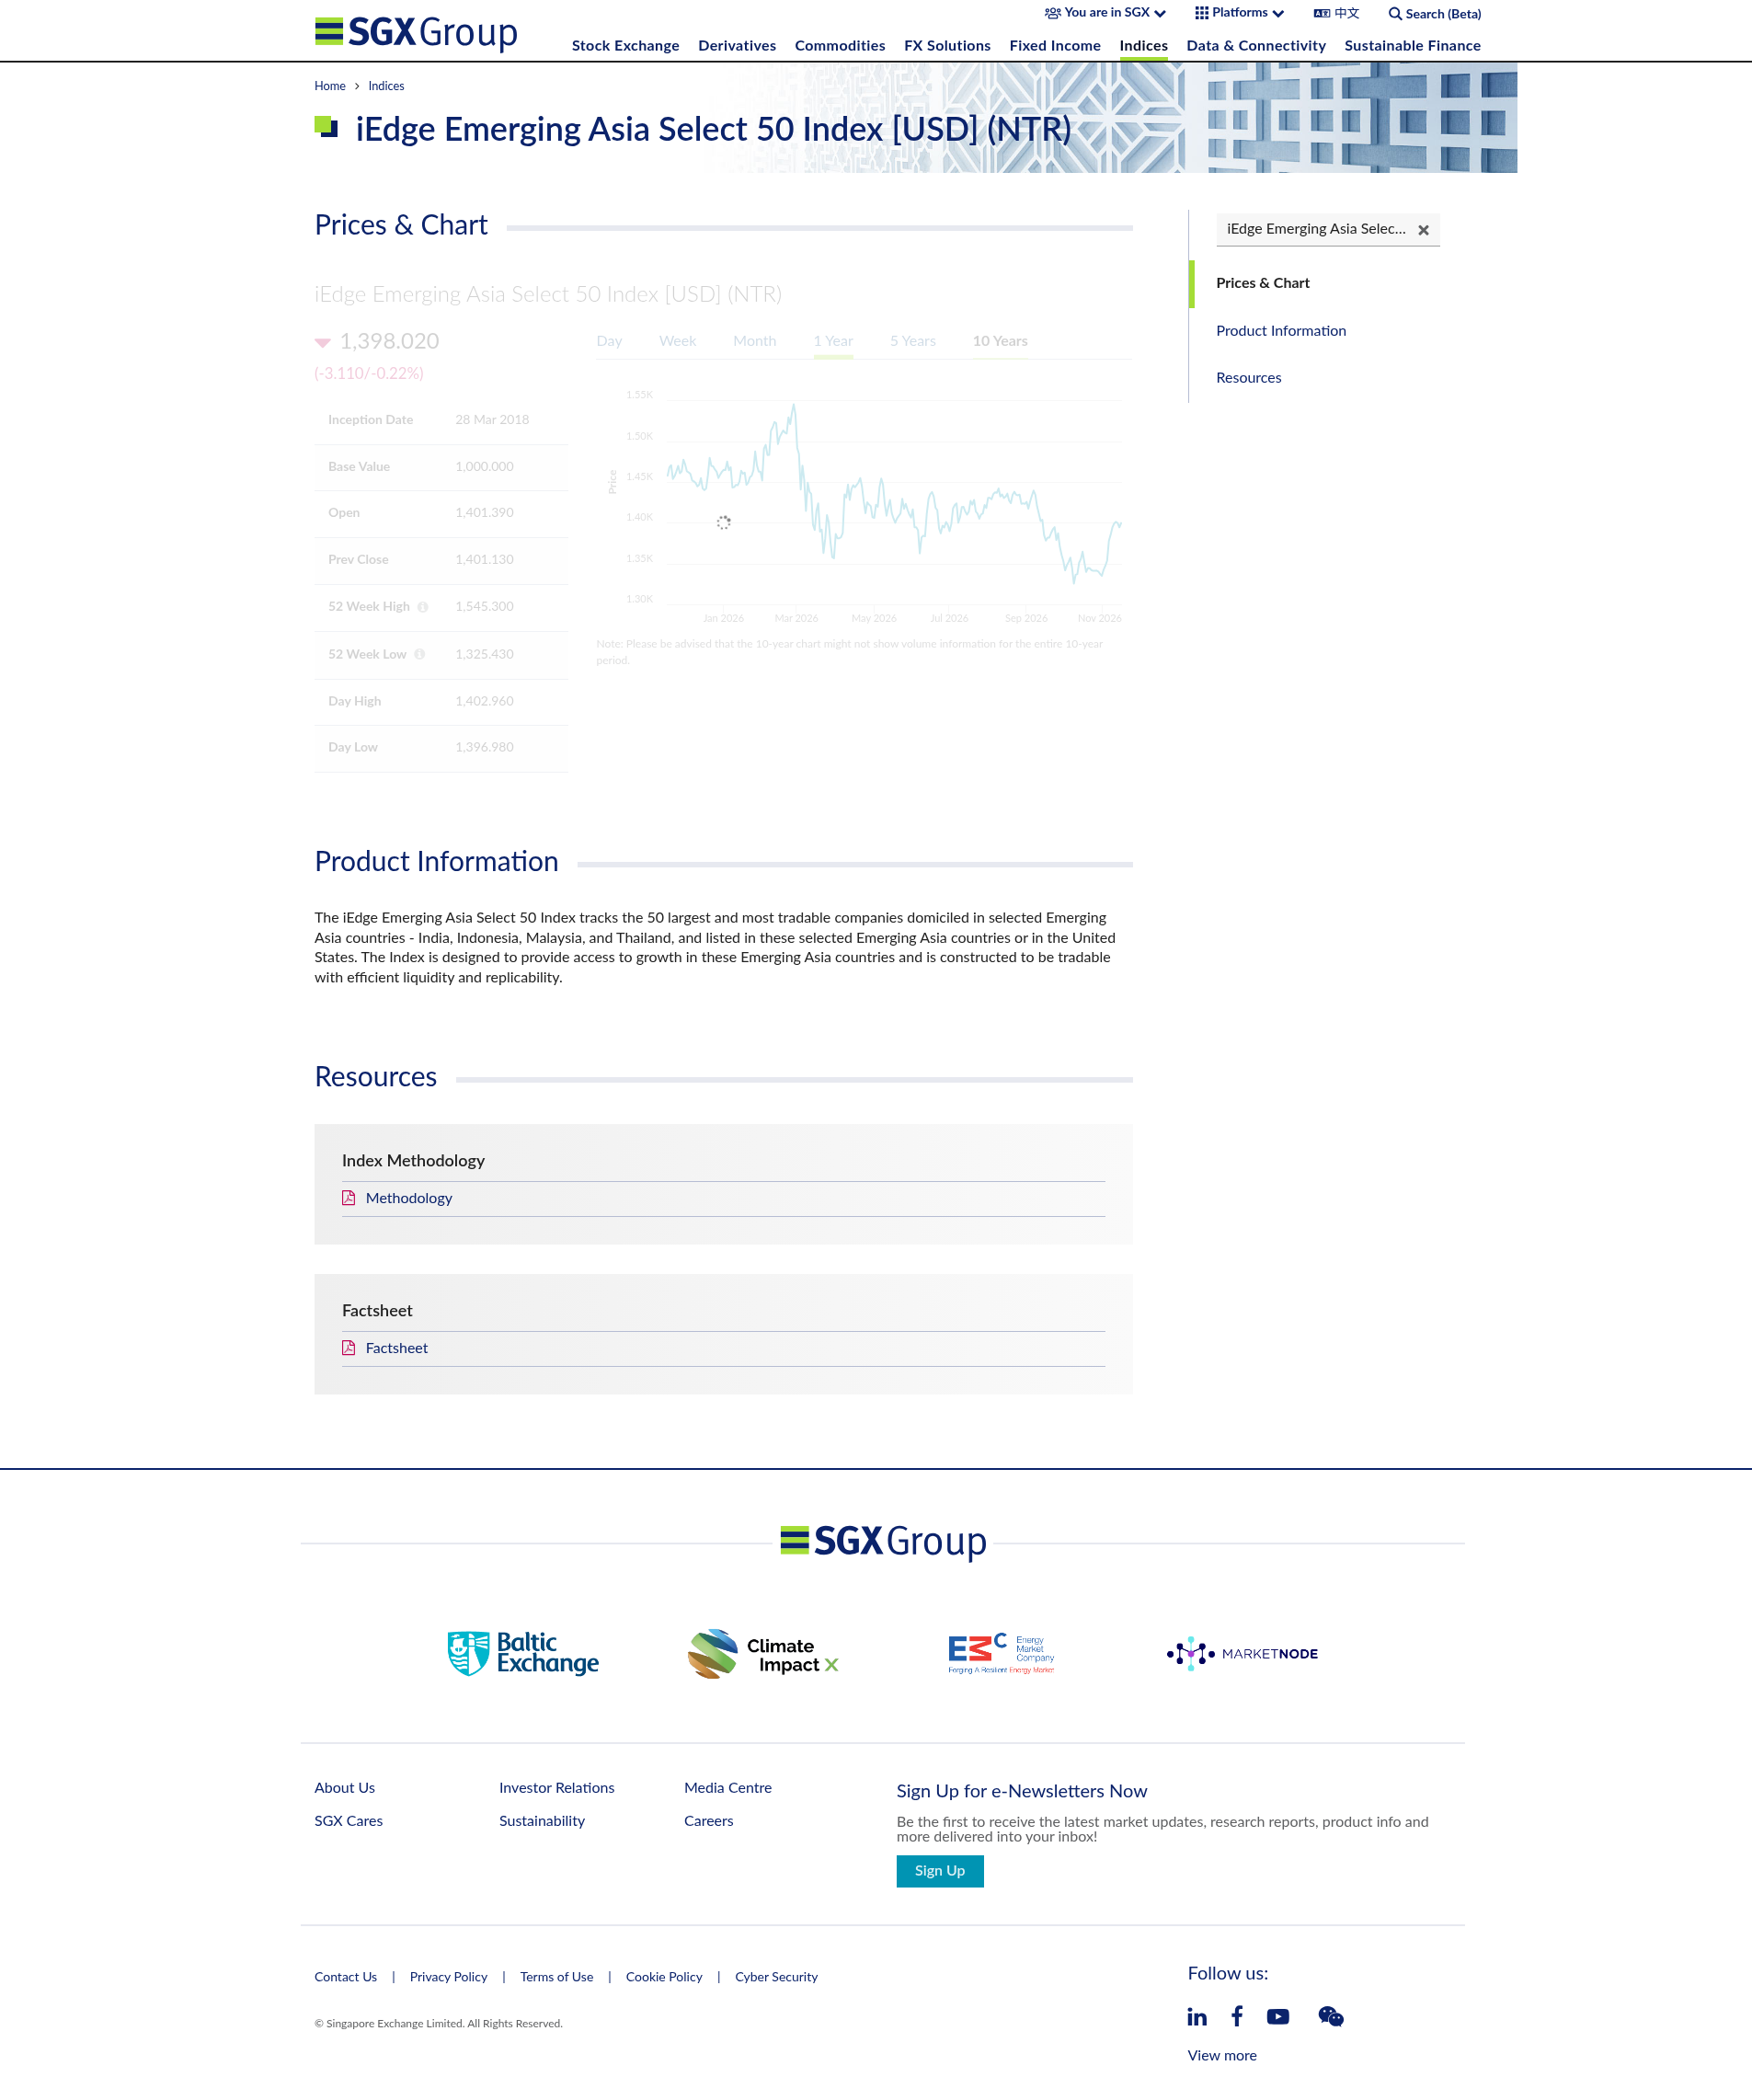 SGXGroup
You are in SGX
Platforms
中文
Search (Beta)
Stock Exchange
Derivatives
Commodities
FX Solutions
Fixed Income
Indices
Data & Connectivity
Sustainable Finance
Home
Indices
iEdge Emerging Asia Select 50 Index [USD] (NTR)
Prices & Chart
iEdge Emerging Asia Selec...
Prices & Chart
Product Information
Resources
iEdge Emerging Asia Select 50 Index [USD] (NTR)
1,398.020
(-3.110/-0.22%)
Inception Date 28 Mar 2018
Base Value 1,000.000
Open 1,401.390
Prev Close 1,401.130
52 Week High 1,545.300
52 Week Low 1,325.430
Day High 1,402.960
Day Low 1,396.980
Day Week Month 1 Year 5 Years 10 Years
Price
1.55K
1.50K
1.45K
1.40K
1.35K
1.30K
Jan 2026 Mar 2026 May 2026 Jul 2026 Sep 2026 Nov 2026
Note: Please be advised that the 10-year chart might not show volume information for the entire 10-year
period.
Product Information
The iEdge Emerging Asia Select 50 Index tracks the 50 largest and most tradable companies domiciled in selected Emerging
Asia countries - India, Indonesia, Malaysia, and Thailand, and listed in these selected Emerging Asia countries or in the United
States. The Index is designed to provide access to growth in these Emerging Asia countries and is constructed to be tradable
with efficient liquidity and replicability.
Resources
Index Methodology
Methodology
Factsheet
Factsheet
SGXGroup
Baltic
Exchange
Climate
Impact X
EMC
Energy
Market
Company
Forging A Resilient Energy Market
MARKETNODE
About Us
Investor Relations
Media Centre
SGX Cares
Sustainability
Careers
Sign Up for e-Newsletters Now
Be the first to receive the latest market updates, research reports, product info and
more delivered into your inbox!
Sign Up
Contact Us | Privacy Policy | Terms of Use | Cookie Policy | Cyber Security
© Singapore Exchange Limited. All Rights Reserved.
Follow us:
View more